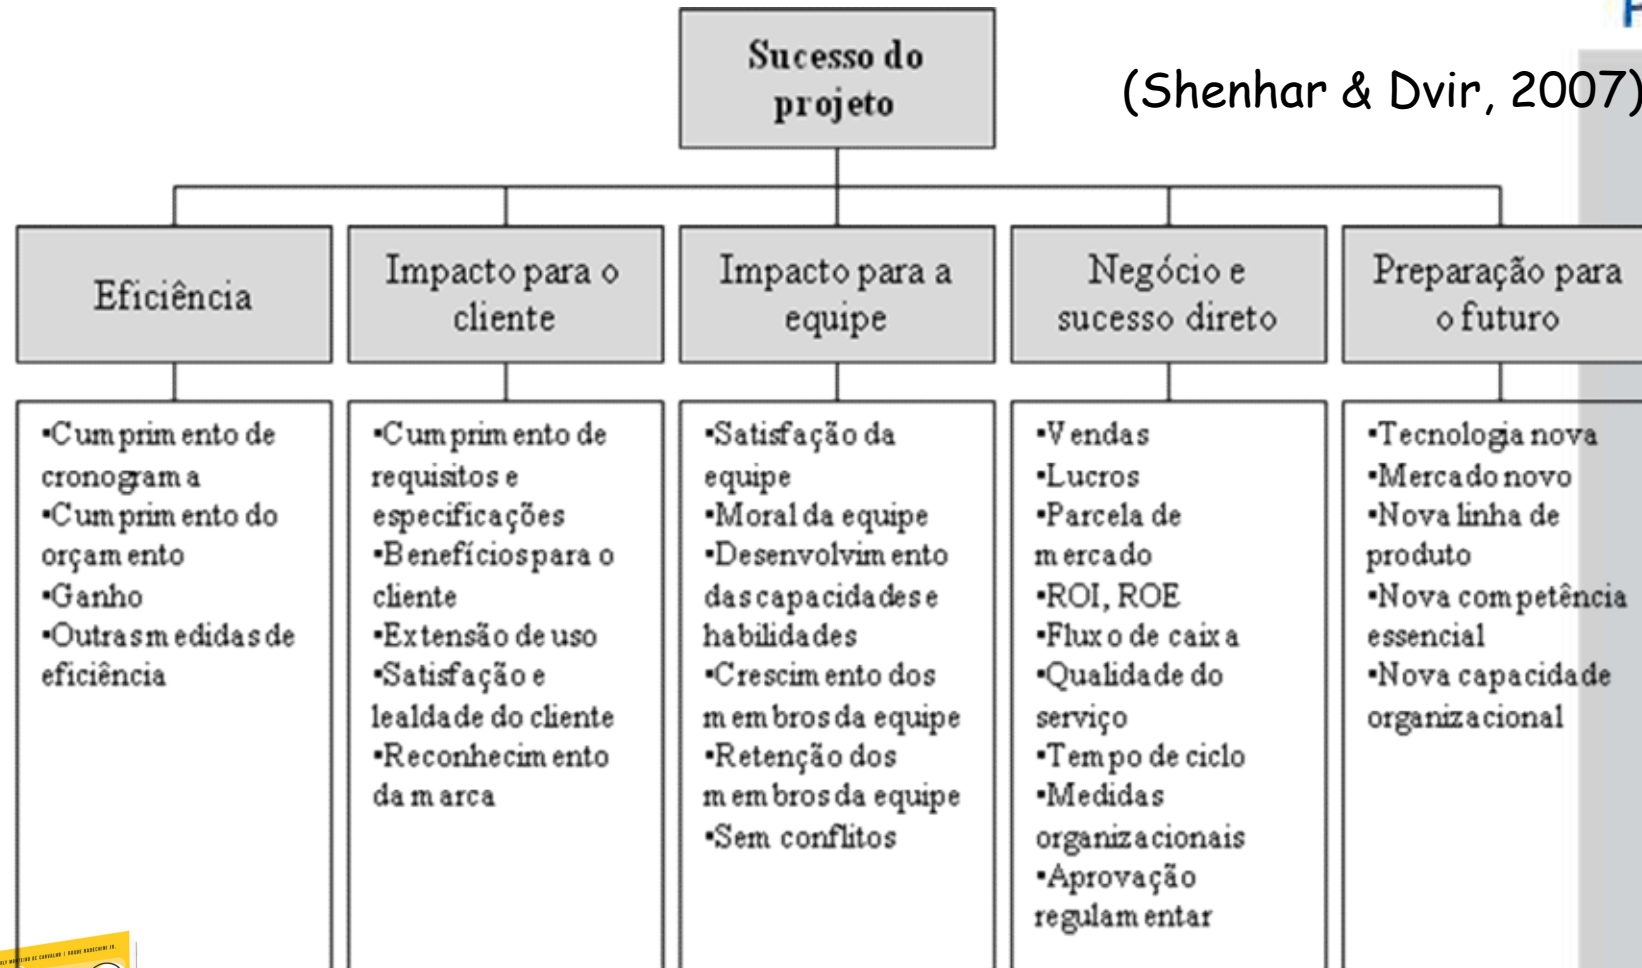 Sucesso do
projeto
(Shenhar & Dvir, 2007)
Eficiência
Impacto para o
cliente
Impacto para a
equipe
Negócio e
sucesso direto
Preparação para
o futuro
▪Cumprimento de
cronograma
▪Cumprimento do
orçamento
▪Ganho
▪Outras medidas de
eficiência
▪Cumprimento de
requisitos e
especificações
▪Benefícios para o
cliente
▪Extensão de uso
▪Satisfação e
lealdade do cliente
▪Reconhecimento
da marca
▪Satisfação da
equipe
▪Moral da equipe
▪Desenvolvimento
das capacidades e
habilidades
▪Crescimento dos
membros da equipe
▪Retenção dos
membros da equipe
▪Sem conflitos
▪Vendas
▪Lucros
▪Parcela de
mercado
▪ROI, ROE
▪Fluxo de caixa
▪Qualidade do
serviço
▪Tempo de ciclo
▪Medidas
organizacionais
▪Aprovação
regulamentar
▪Tecnologia nova
▪Mercado novo
▪Nova linha de
produto
▪Nova competência
essencial
▪Nova capacidade
organizacional